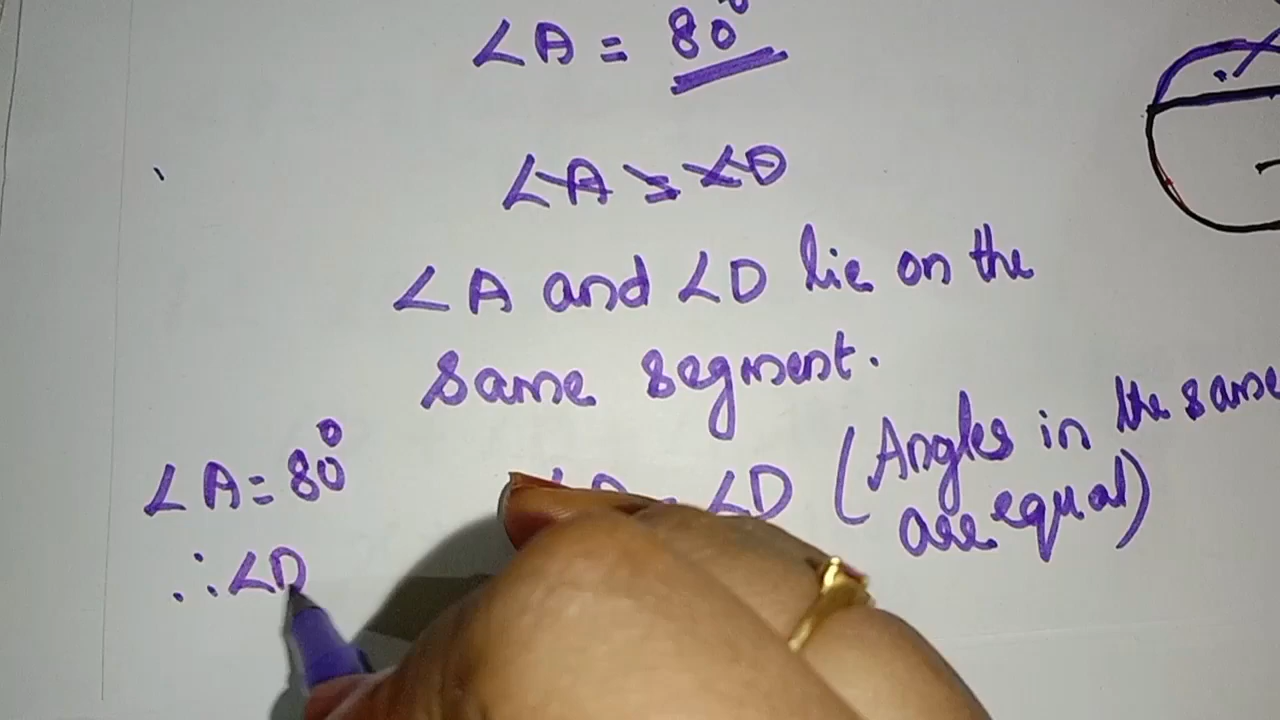 ∠A = 80°
∠A = ∠D
∠A and ∠D lie on the
same segment.
∠D (Angles in the same
are equal)
∠A = 80°
∴ ∠D